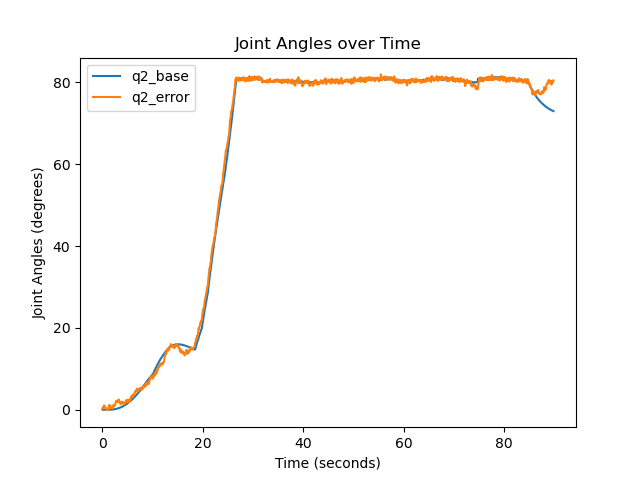 Joint Angles over Time
q2_base
q2_error
Joint Angles (degrees)
80
60
40
20
0
0 20 40 60 80
Time (seconds)